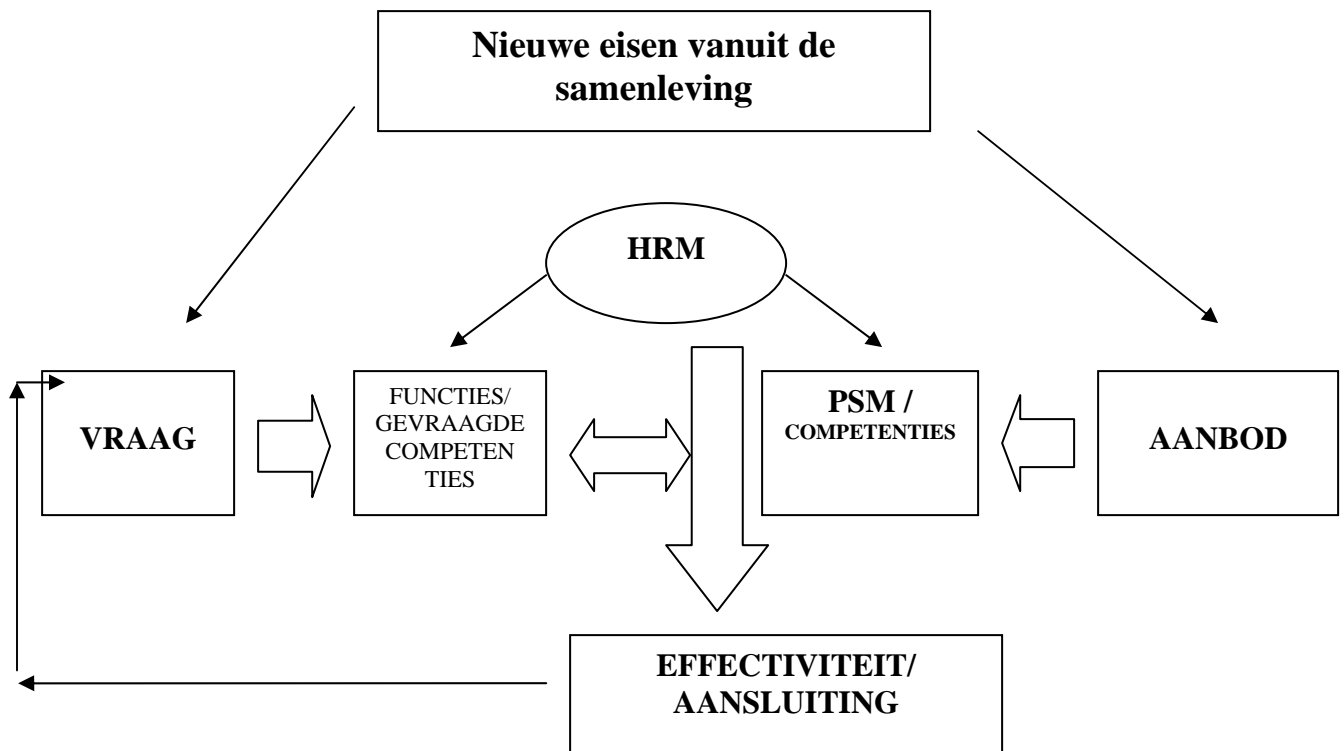 Nieuwe eisen vanuit de
samenleving
HRM
VRAAG
FUNCTIES/
GEVRAAGDE
COMPETEN
TIES
PSM /
COMPETENTIES
AANBOD
EFFECTIVITEIT/
AANSLUITING